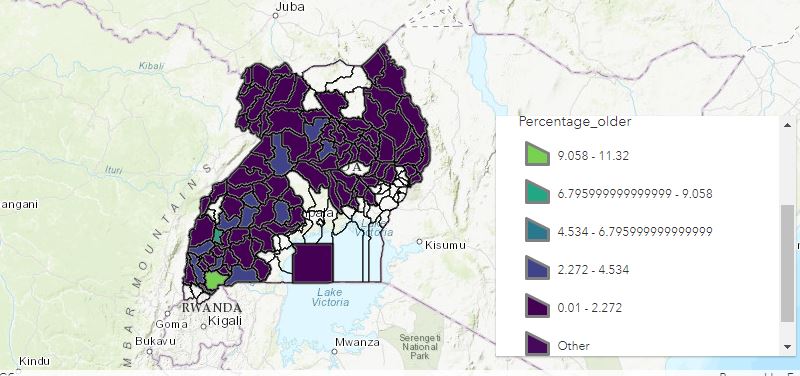 Juba
Kibali
Ituri
angani
MBAR MOUNTAINS
DA
pala
Lake
Victoria
Kisumu
Lake
Victoria
RWANDA
Goma
Kigali
Bukavu
Mwanza
Serengeti
National
Park
Kindu
Percentage_older
9.058 - 11.32
6.795999999999999 - 9.058
4.534 - 6.795999999999999
2.272 - 4.534
0.01 - 2.272
Other